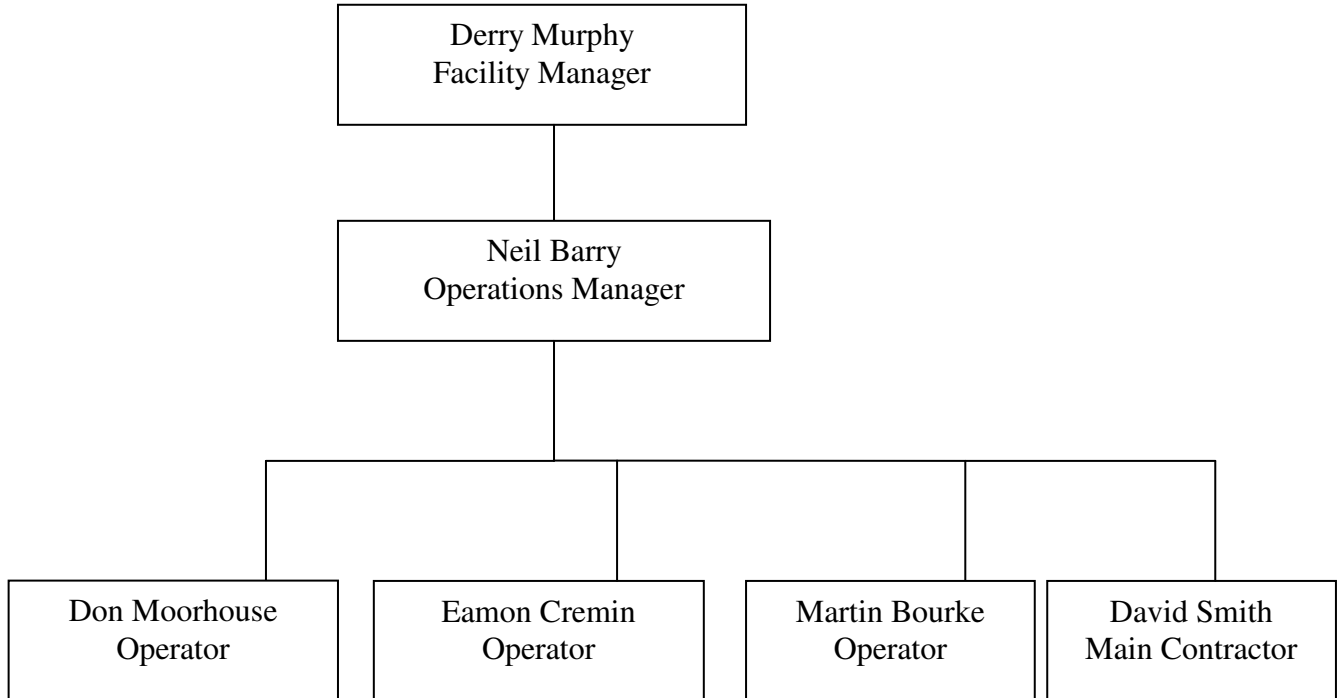 Derry Murphy
Facility Manager
Neil Barry
Operations Manager
Don Moorhouse
Operator
Eamon Cremin
Operator
Martin Bourke
Operator
David Smith
Main Contractor